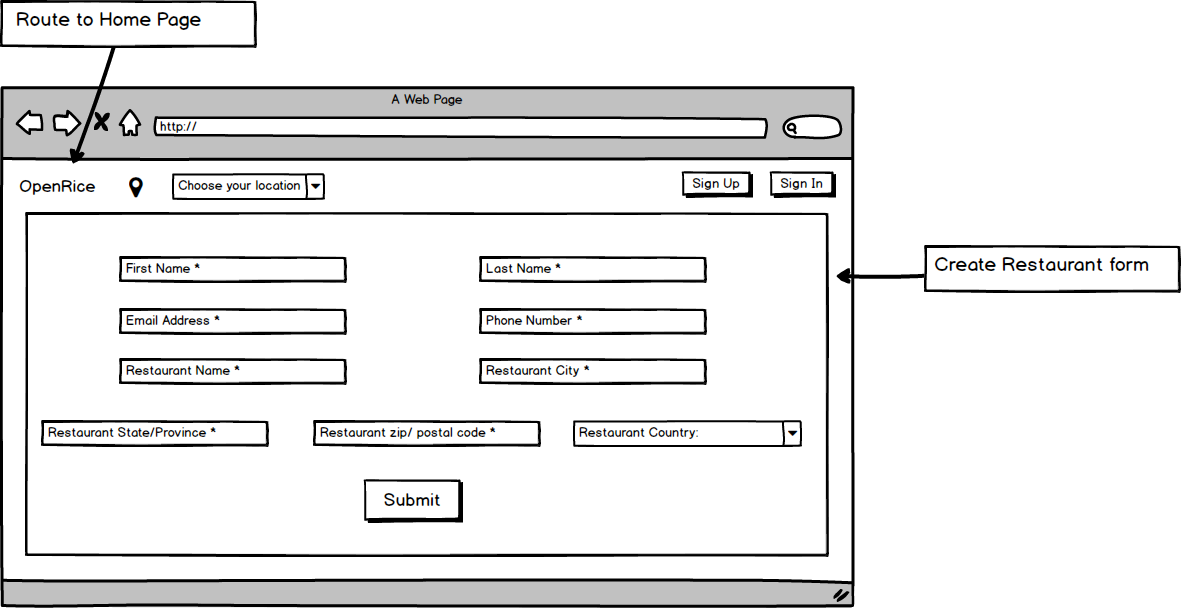 Route to Home Page
A Web Page
http://
OpenRice
Choose your location
Sign Up
Sign In
First Name *
Last Name *
Create Restaurant form
Email Address *
Phone Number *
Restaurant Name *
Restaurant City *
Restaurant State/Province *
Restaurant zip/ postal code *
Restaurant Country:
Submit